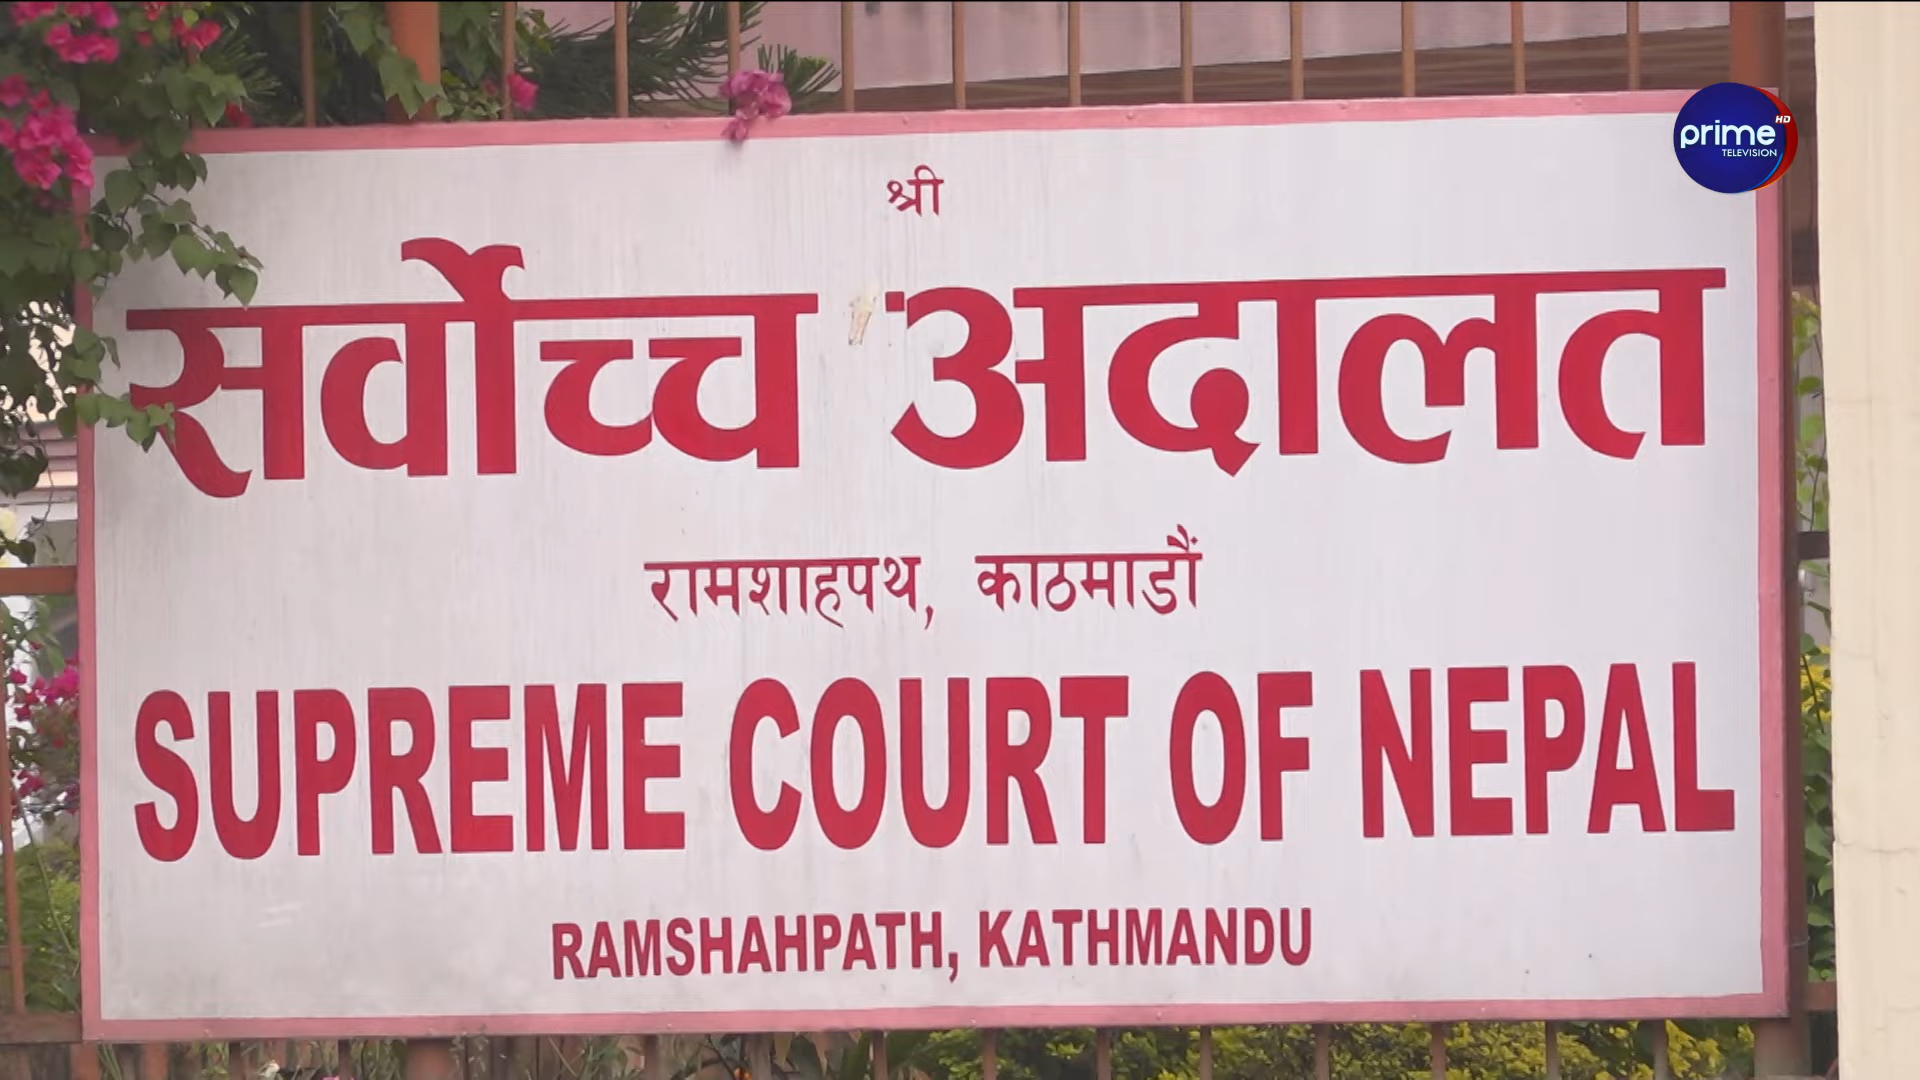 श्री
सर्वोच्च अदालत
रामशाहपथ, काठमाडौं
SUPREME COURT OF NEPAL
RAMSHAHPATH, KATHMANDU
prime HD
TELEVISION